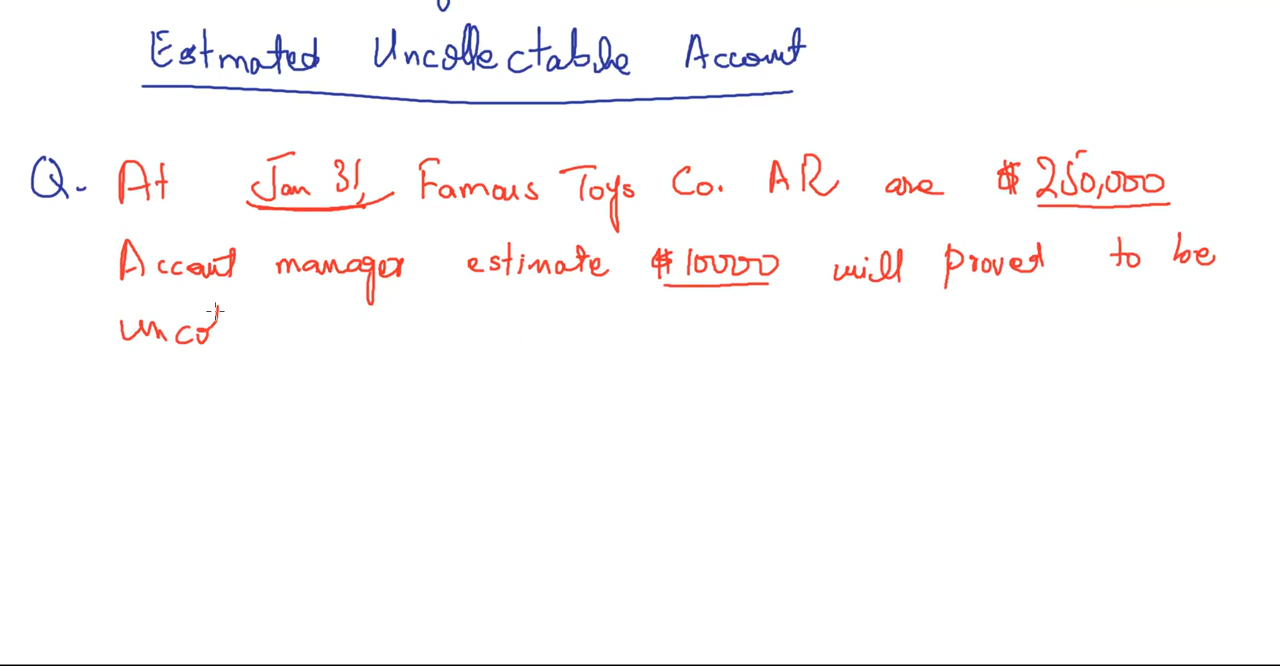 Estmated Uncollectable Account
Q. At Jan 31, Famous Toys Co. AR are $ 250,000
Account manager estimate $ 10000 will proved to be
unco